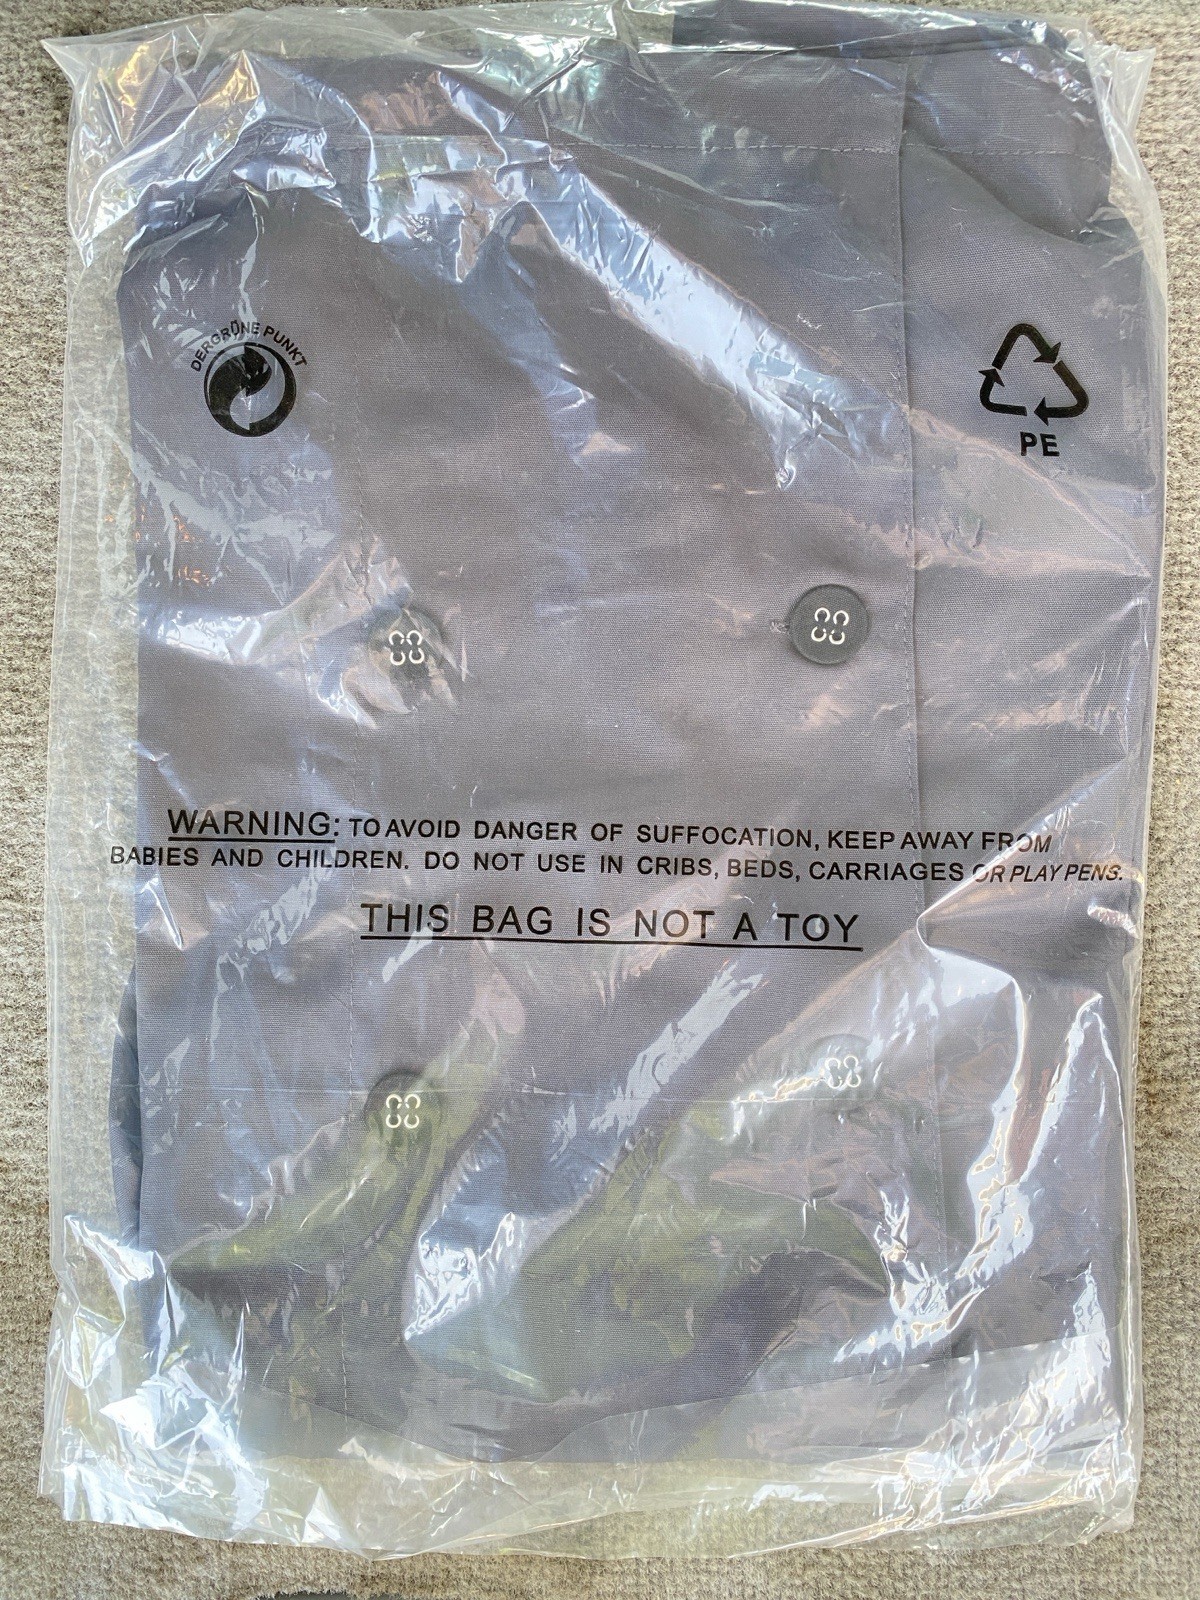 DERGRÜNE PUNKT
PE
WARNING: TO AVOID DANGER OF SUFFOCATION, KEEP AWAY FROM
BABIES AND CHILDREN. DO NOT USE IN CRIBS, BEDS, CARRIAGES OR PLAY PENS.
THIS BAG IS NOT A TOY